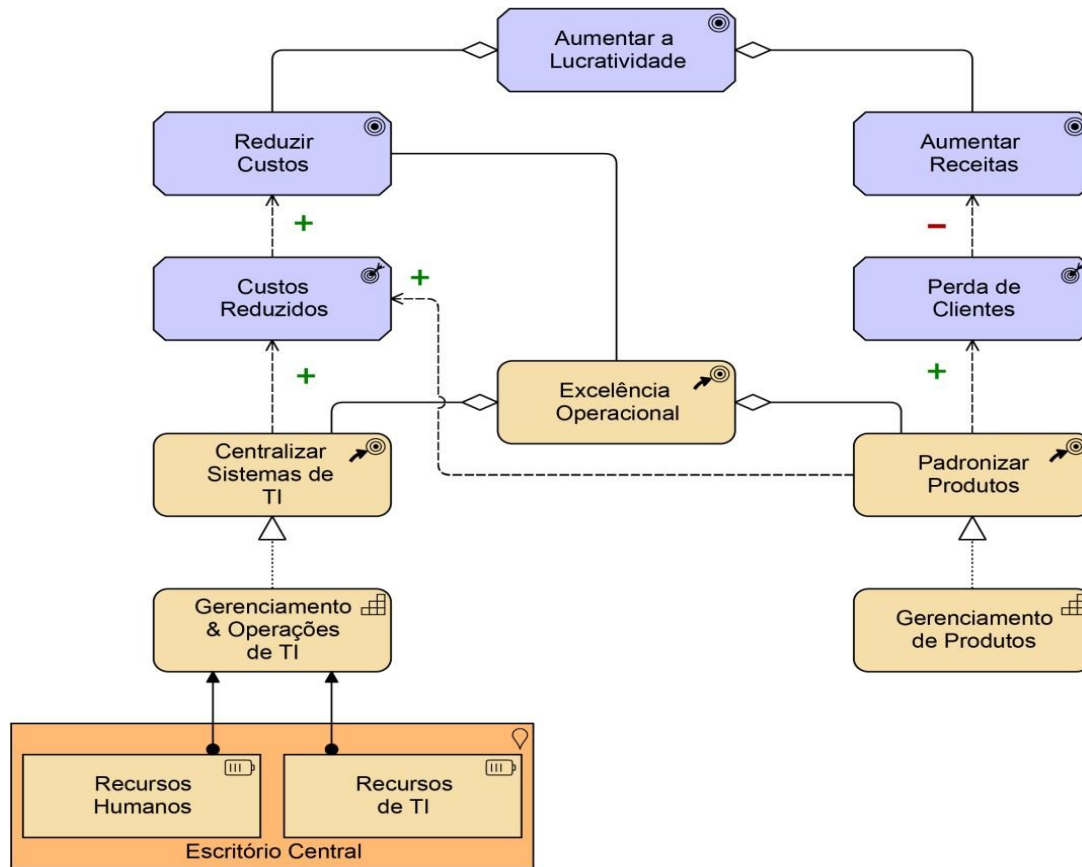 Aumentar a
Lucratividade
Reduzir
Custos
Aumentar
Receitas
+
−
Custos
Reduzidos
+
Perda de
Clientes
+
Excelência
Operacional
+
Centralizar
Sistemas de
TI
Padronizar
Produtos
Gerenciamento
& Operações
de TI
Gerenciamento
de Produtos
Recursos
Humanos
Recursos
de TI
Escritório Central